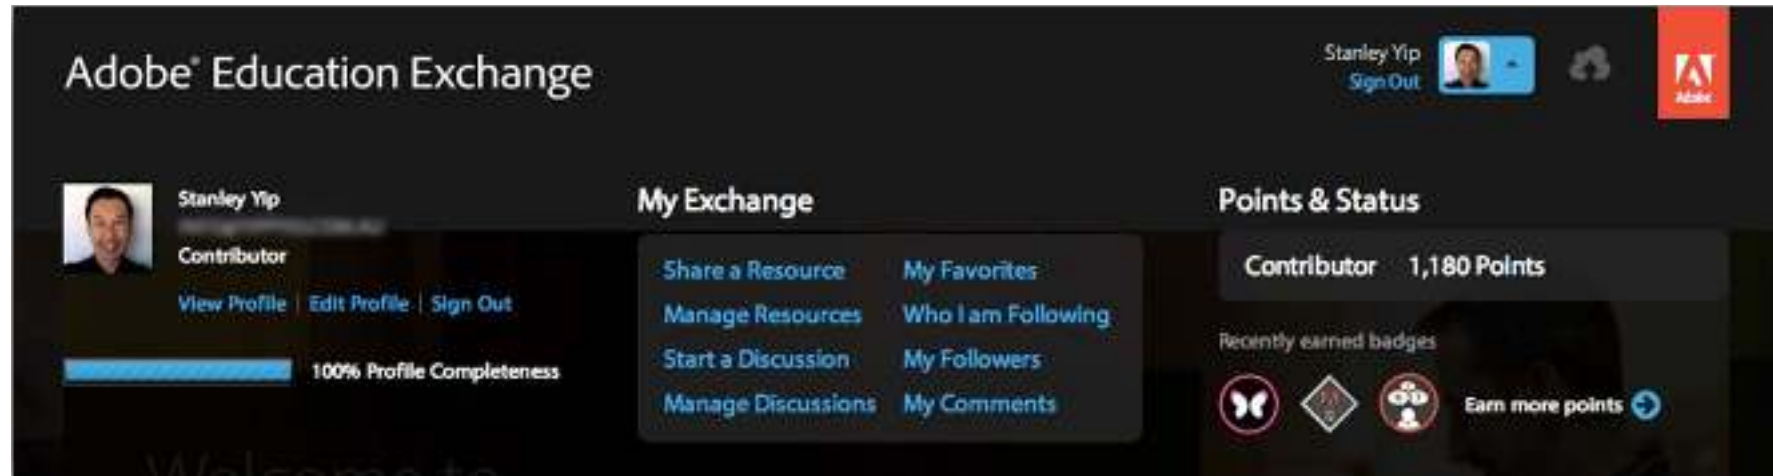 Adobe® Education Exchange
Stanley Yip
Sign Out
Adobe
Stanley Yip
Contributor
View Profile | Edit Profile | Sign Out
100% Profile Completeness
My Exchange
Share a Resource
My Favorites
Manage Resources
Who I am Following
Start a Discussion
My Followers
Manage Discussions
My Comments
Points & Status
Contributor 1,180 Points
Recently earned badges
Earn more points
Welcome to